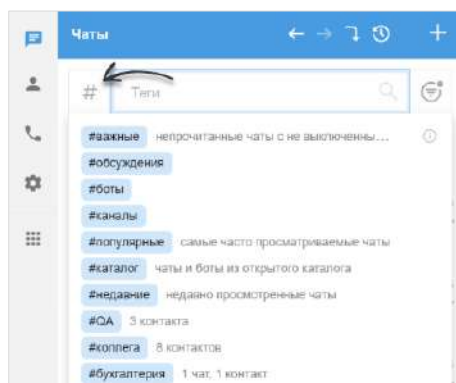 Чаты
# Теги
#важные непрочитанные чаты с не выключенны...
#обсуждения
#боты
#каналы
#популярные самые часто просматриваемые чаты
#каталог чаты и боты из открытого каталога
#недавние недавно просмотренные чаты
#QA 3 контакта
#коллега 8 контактов
#бухгалтерия 1 чат, 1 контакт